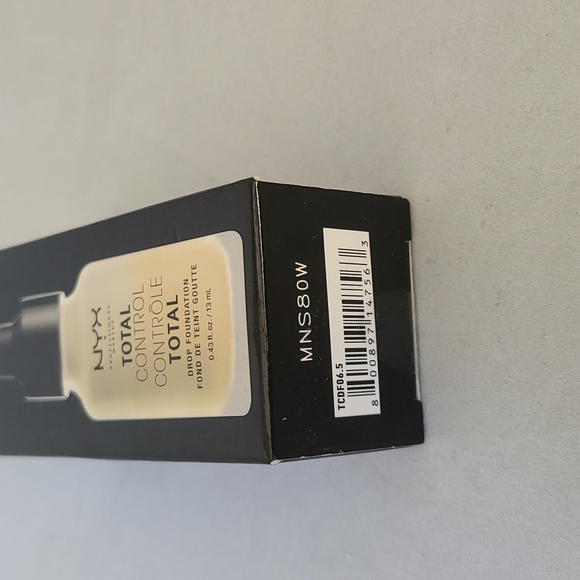 NYX
PROFESSIONAL MAKEUP
TOTAL
CONTROL
CONTRÔLE
TOTAL
DROP FOUNDATION
FOND DE TEINT GOUTTE
0.43 fl. oz. / 13 mL
MNS80W
TCDF06.5
8 00897 14756 3